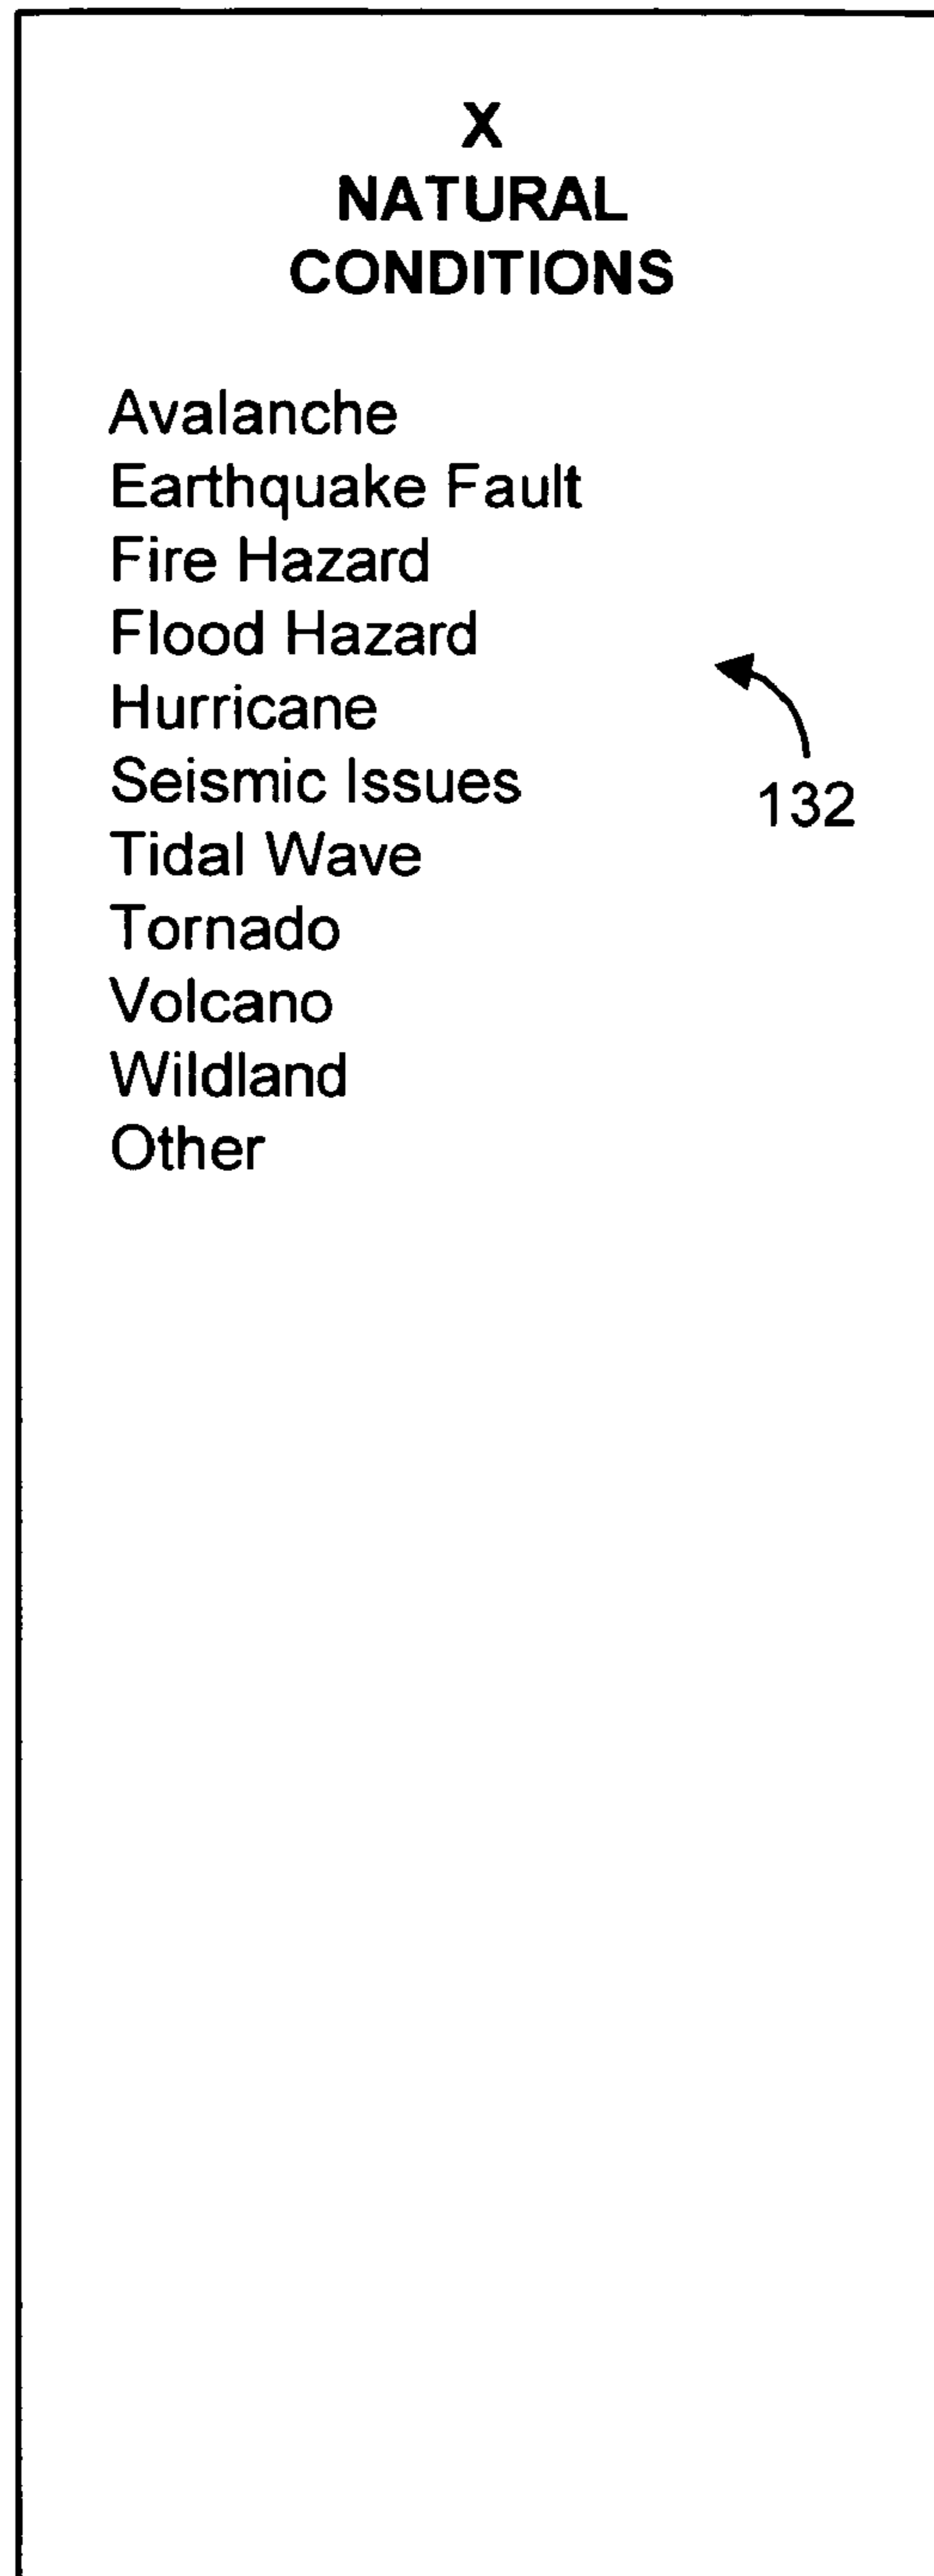 X
NATURAL
CONDITIONS
Avalanche
Earthquake Fault
Fire Hazard
Flood Hazard
Hurricane
Seismic Issues
Tidal Wave
Tornado
Volcano
Wildland
Other
132